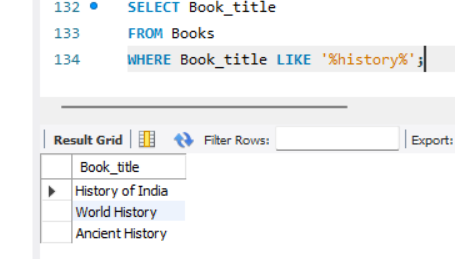 132 SELECT Book_title
133 FROM Books
134 WHERE Book_title LIKE '%history%';
Result Grid Filter Rows: Export:
Book_title
History of India
World History
Ancient History